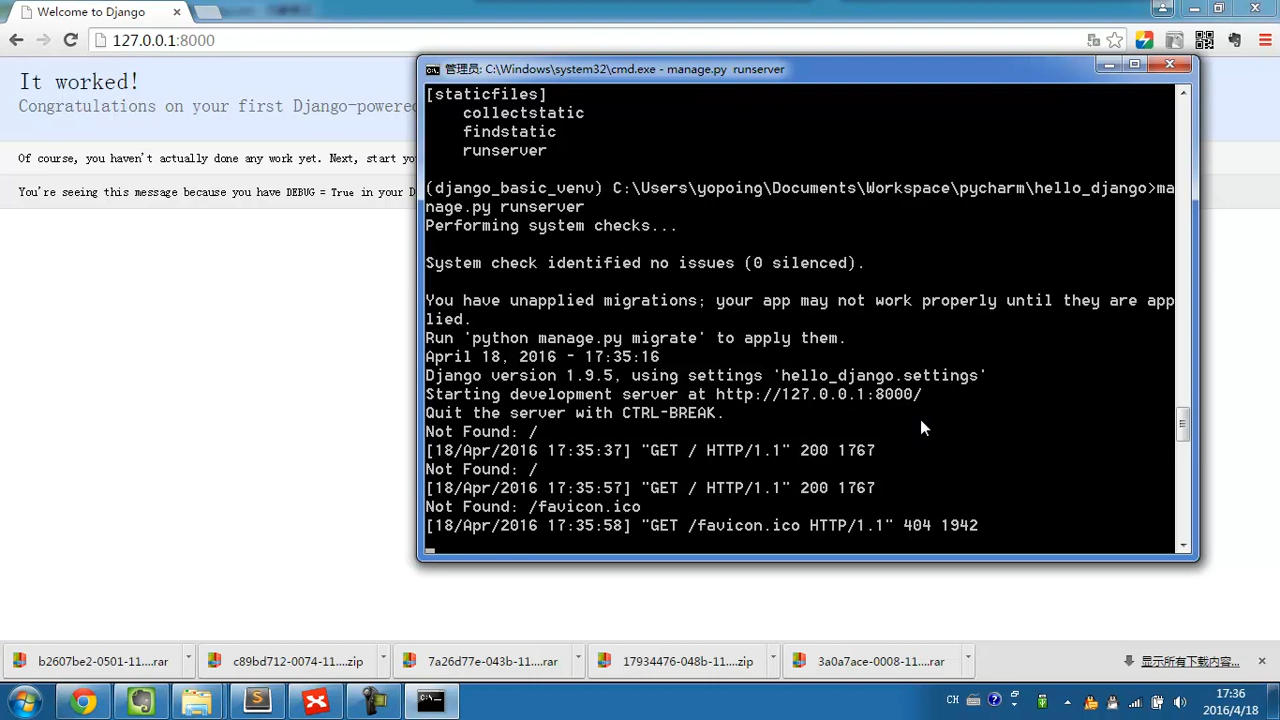 Welcome to Django
127.0.0.1:8000
It worked!
Congratulations on your first Django-powered
Of course, you haven't actually done any work yet. Next, start yo
You're seeing this message because you have DEBUG = True in your D
管理员: C:\Windows\system32\cmd.exe - manage.py  runserver
[staticfiles]
collectstatic
findstatic
runserver
(django_basic_venv) C:\Users\yopoing\Documents\Workspace\pycharm\hello_django>ma
nage.py runserver
Performing system checks...
System check identified no issues (0 silenced).
You have unapplied migrations; your app may not work properly until they are app
lied.
Run 'python manage.py migrate' to apply them.
April 18, 2016 - 17:35:16
Django version 1.9.5, using settings 'hello_django.settings'
Starting development server at http://127.0.0.1:8000/
Quit the server with CTRL-BREAK.
Not Found: /
[18/Apr/2016 17:35:37] "GET / HTTP/1.1" 200 1767
Not Found: /
[18/Apr/2016 17:35:57] "GET / HTTP/1.1" 200 1767
Not Found: /favicon.ico
[18/Apr/2016 17:35:58] "GET /favicon.ico HTTP/1.1" 404 1942
b2607be2-0501-11....rar
c89bd712-0074-11....zip
7a26d77e-043b-11....rar
17934476-048b-11....zip
3a0a7ace-0008-11....rar
显示所有下载内容...
CH
17:36
2016/4/18